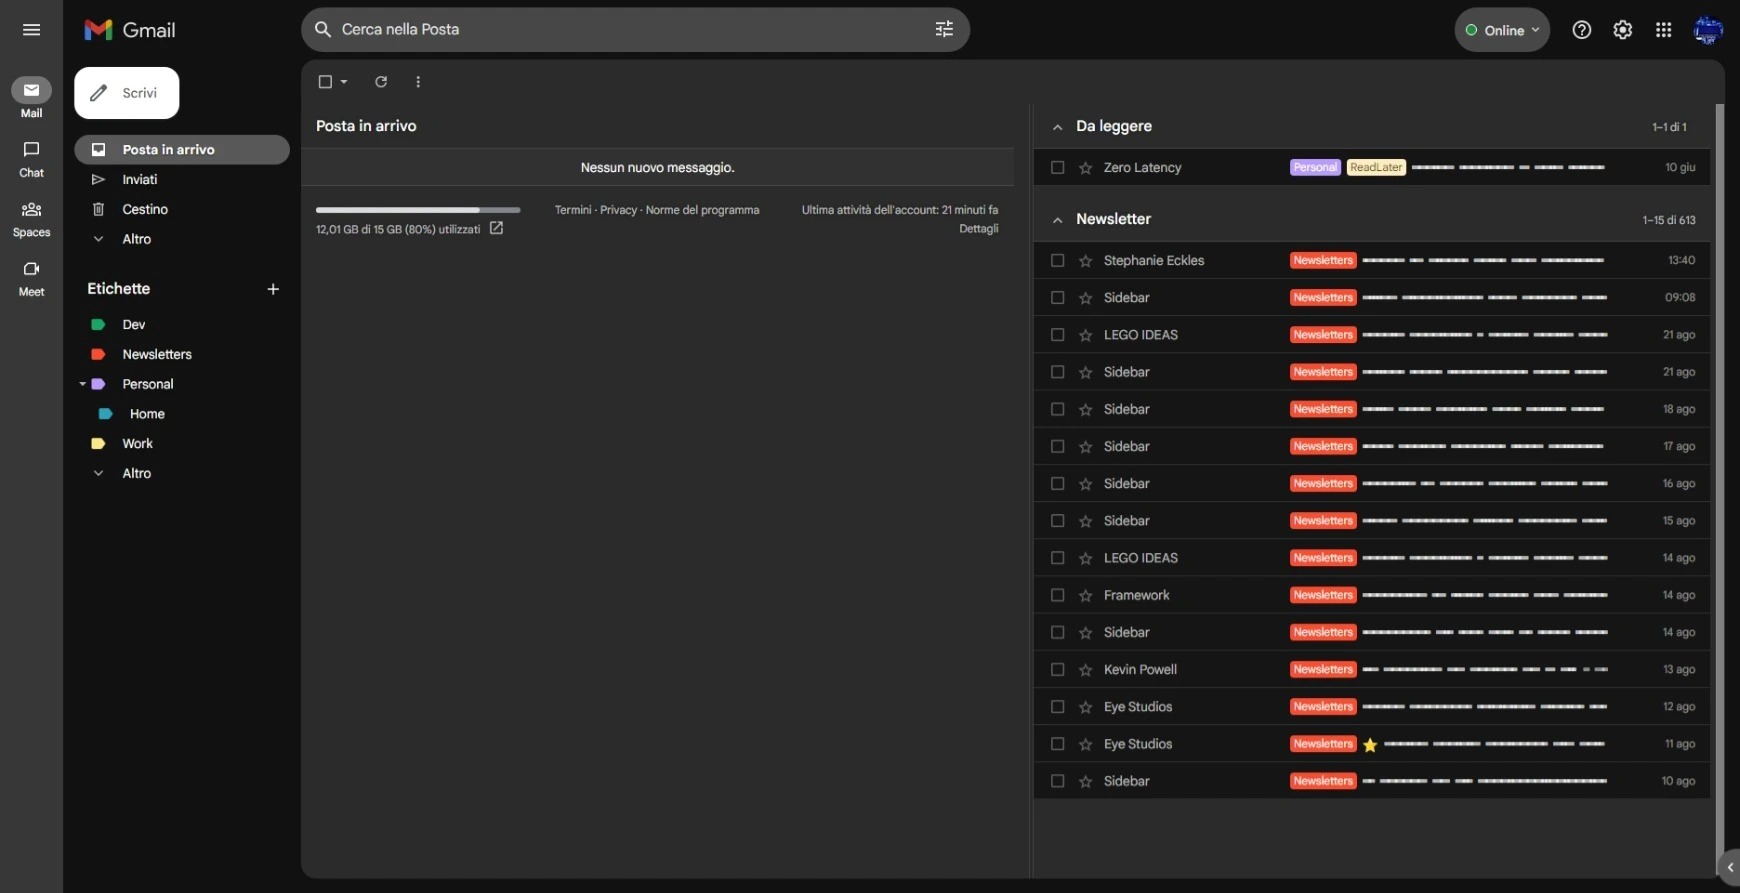 Gmail
Cerca nella Posta
Online
Mail
Chat
Spaces
Meet
Scrivi
Posta in arrivo
Inviati
Cestino
Altro
Etichette
Dev
Newsletters
Personal
Home
Work
Altro
Posta in arrivo
Nessun nuovo messaggio.
12,01 GB di 15 GB (80%) utilizzati
Termini · Privacy · Norme del programma
Ultima attività dell'account: 21 minuti fa
Dettagli
Da leggere 1–1 di 1
Zero Latency Personal ReadLater 10 giu
Newsletter 1–15 di 613
Stephanie Eckles Newsletters 13:40
Sidebar Newsletters 09:08
LEGO IDEAS Newsletters 21 ago
Sidebar Newsletters 21 ago
Sidebar Newsletters 18 ago
Sidebar Newsletters 17 ago
Sidebar Newsletters 16 ago
Sidebar Newsletters 15 ago
LEGO IDEAS Newsletters 14 ago
Framework Newsletters 14 ago
Sidebar Newsletters 14 ago
Kevin Powell Newsletters 13 ago
Eye Studios Newsletters 12 ago
Eye Studios Newsletters 11 ago
Sidebar Newsletters 10 ago